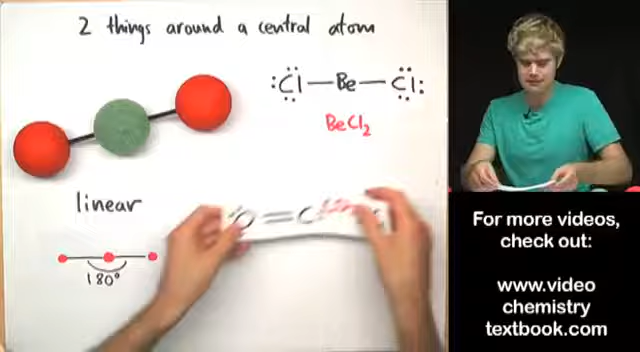 2 things around a central atom
:Cl—Be—Cl:
BeCl₂
linear
180°
For more videos,
check out:
www.video
chemistry
textbook.com